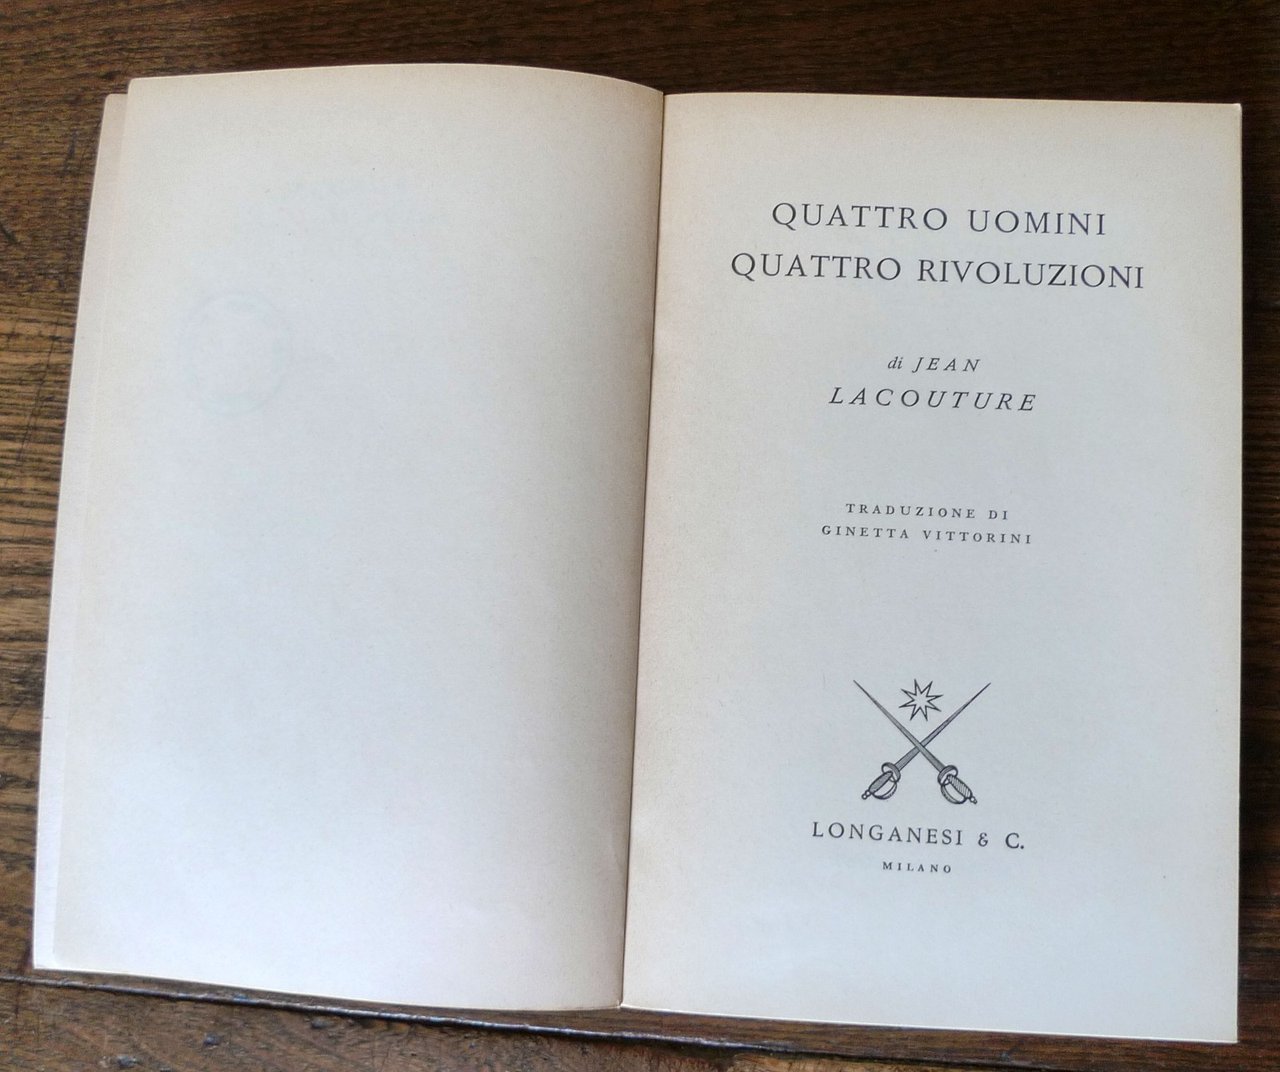 QUATTRO UOMINI
QUATTRO RIVOLUZIONI
di JEAN
LACOUTURE
TRADUZIONE DI
GINETTA VITTORINI
LONGANESI & C.
MILANO